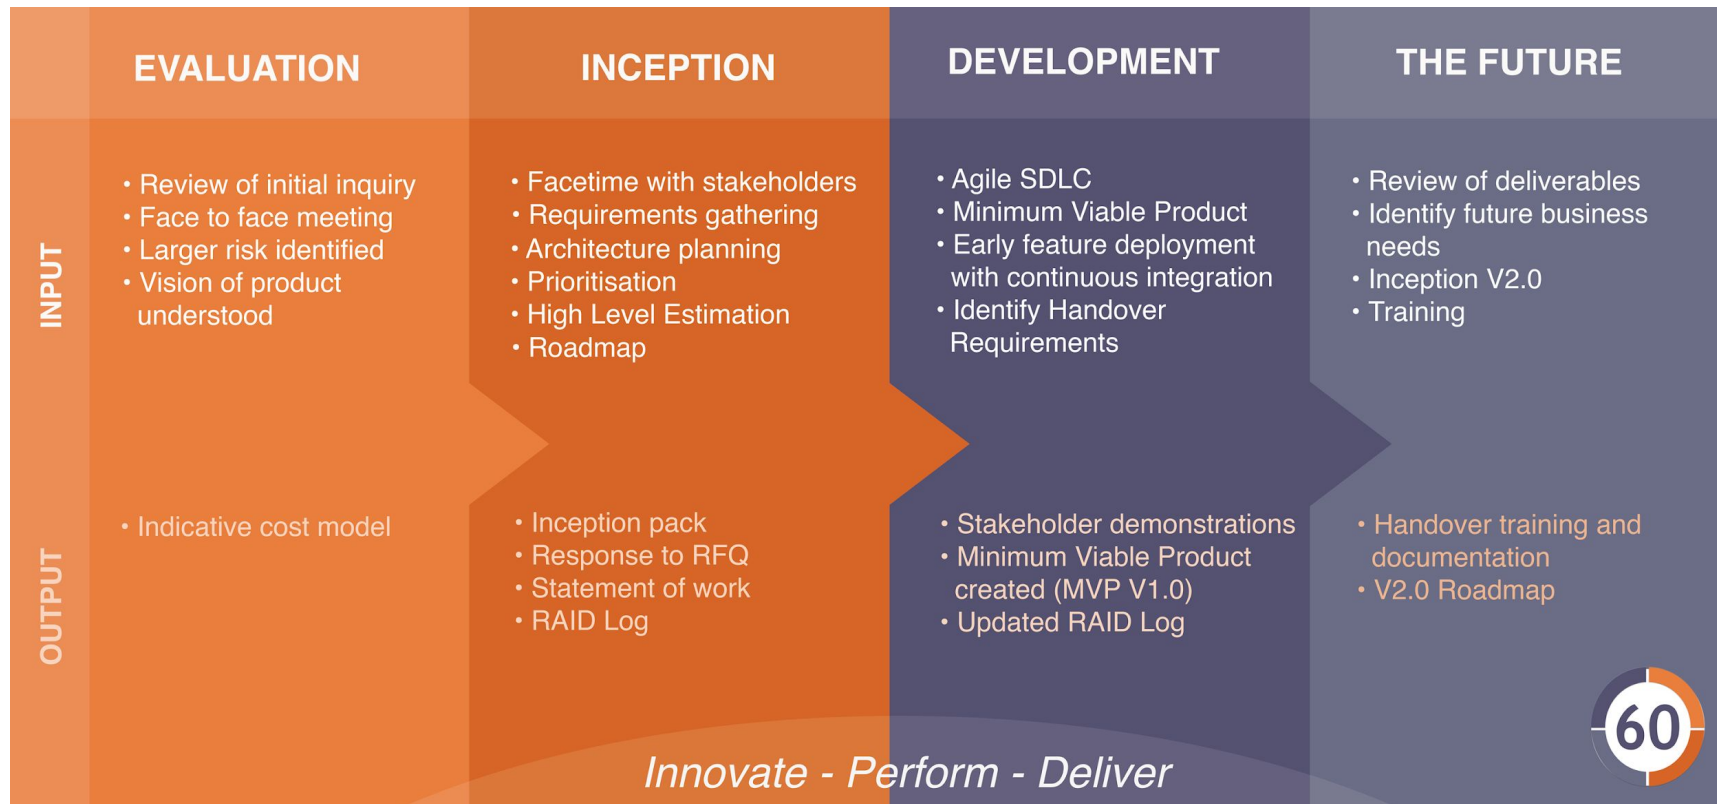 EVALUATION
INCEPTION
DEVELOPMENT
THE FUTURE
INPUT
• Review of initial inquiry
• Face to face meeting
• Larger risk identified
• Vision of product
understood
• Facetime with stakeholders
• Requirements gathering
• Architecture planning
• Prioritisation
• High Level Estimation
• Roadmap
• Agile SDLC
• Minimum Viable Product
• Early feature deployment
with continuous integration
• Identify Handover
Requirements
• Review of deliverables
• Identify future business
needs
• Inception V2.0
• Training
OUTPUT
• Indicative cost model
• Inception pack
• Response to RFQ
• Statement of work
• RAID Log
• Stakeholder demonstrations
• Minimum Viable Product
created (MVP V1.0)
• Updated RAID Log
• Handover training and
documentation
• V2.0 Roadmap
60
Innovate - Perform - Deliver